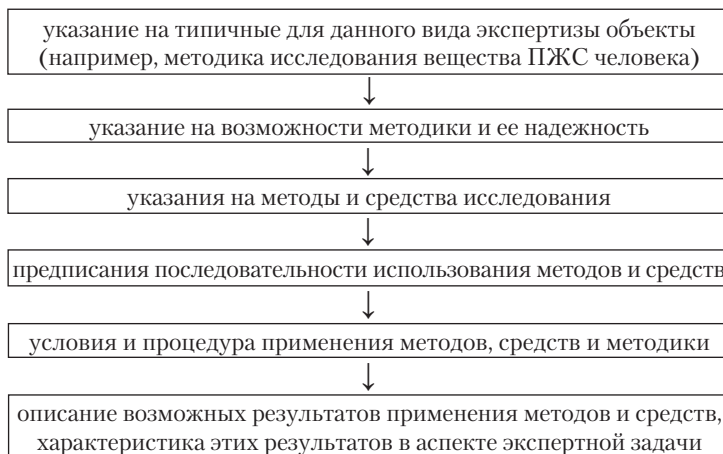 указание на типичные для данного вида экспертизы объекты
(например, методика исследования вещества ПЖС человека)
указание на возможности методики и ее надежность
указания на методы и средства исследования
предписания последовательности использования методов и средств
условия и процедура применения методов, средств и методики
описание возможных результатов применения методов и средств,
характеристика этих результатов в аспекте экспертной задачи